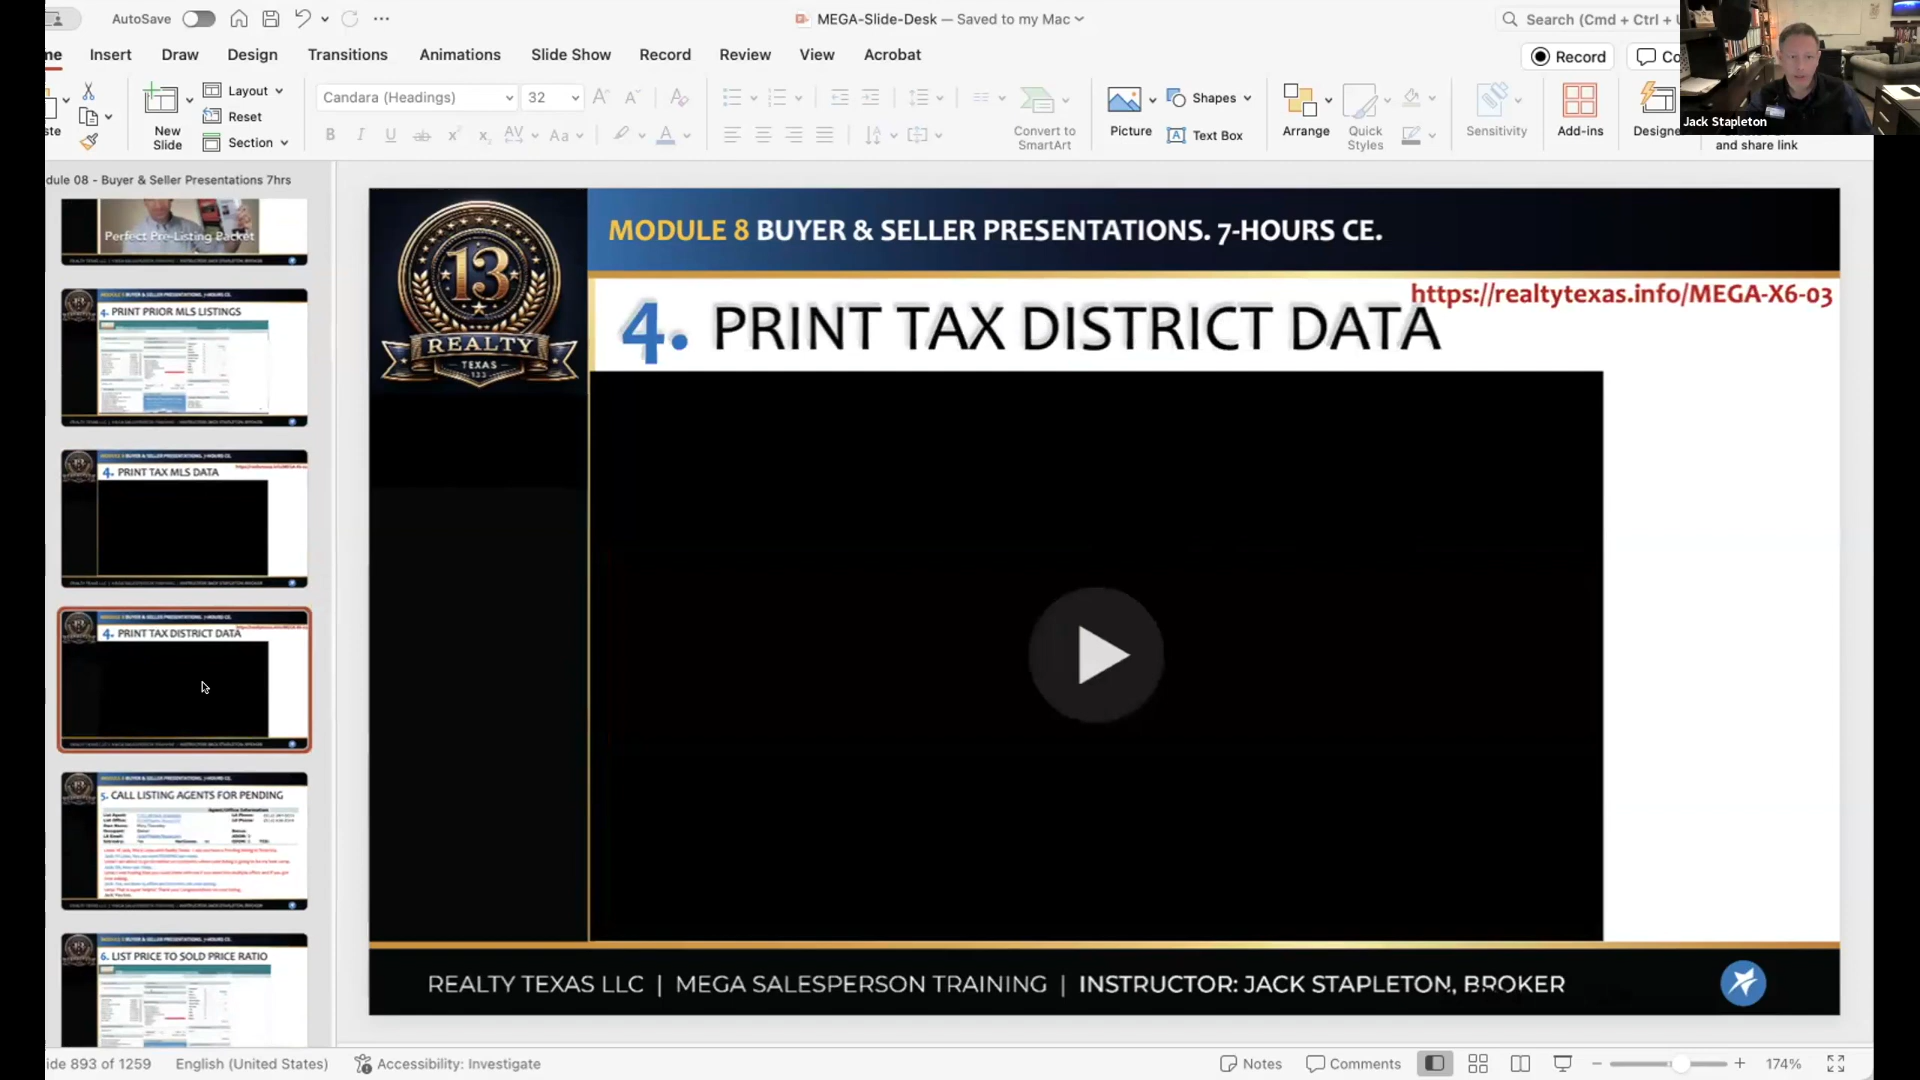 AutoSave
MEGA-Slide-Desk — Saved to my Mac
Search (Cmd + Ctrl +
Insert Draw Design Transitions Animations Slide Show Record Review View Acrobat
Record
Candara (Headings) 32
Layout
Reset
Section
New Slide
Convert to SmartArt
Picture
Shapes
Text Box
Arrange
Quick Styles
Sensitivity
Add-ins
and share link
Jack Stapleton
dule 08 - Buyer & Seller Presentations 7hrs
Perfect Pre-Listing Packet
4. PRINT PRIOR MLS LISTINGS
4. PRINT TAX MLS DATA
4. PRINT TAX DISTRICT DATA
5. CALL LISTING AGENTS FOR PENDING
6. LIST PRICE TO SOLD PRICE RATIO
13
REALTY
TEXAS
133
MODULE 8 BUYER & SELLER PRESENTATIONS. 7-HOURS CE.
https://realtytexas.info/MEGA-X6-03
4. PRINT TAX DISTRICT DATA
REALTY TEXAS LLC | MEGA SALESPERSON TRAINING | INSTRUCTOR: JACK STAPLETON, BROKER
ide 893 of 1259 English (United States) Accessibility: Investigate
Notes Comments 174%